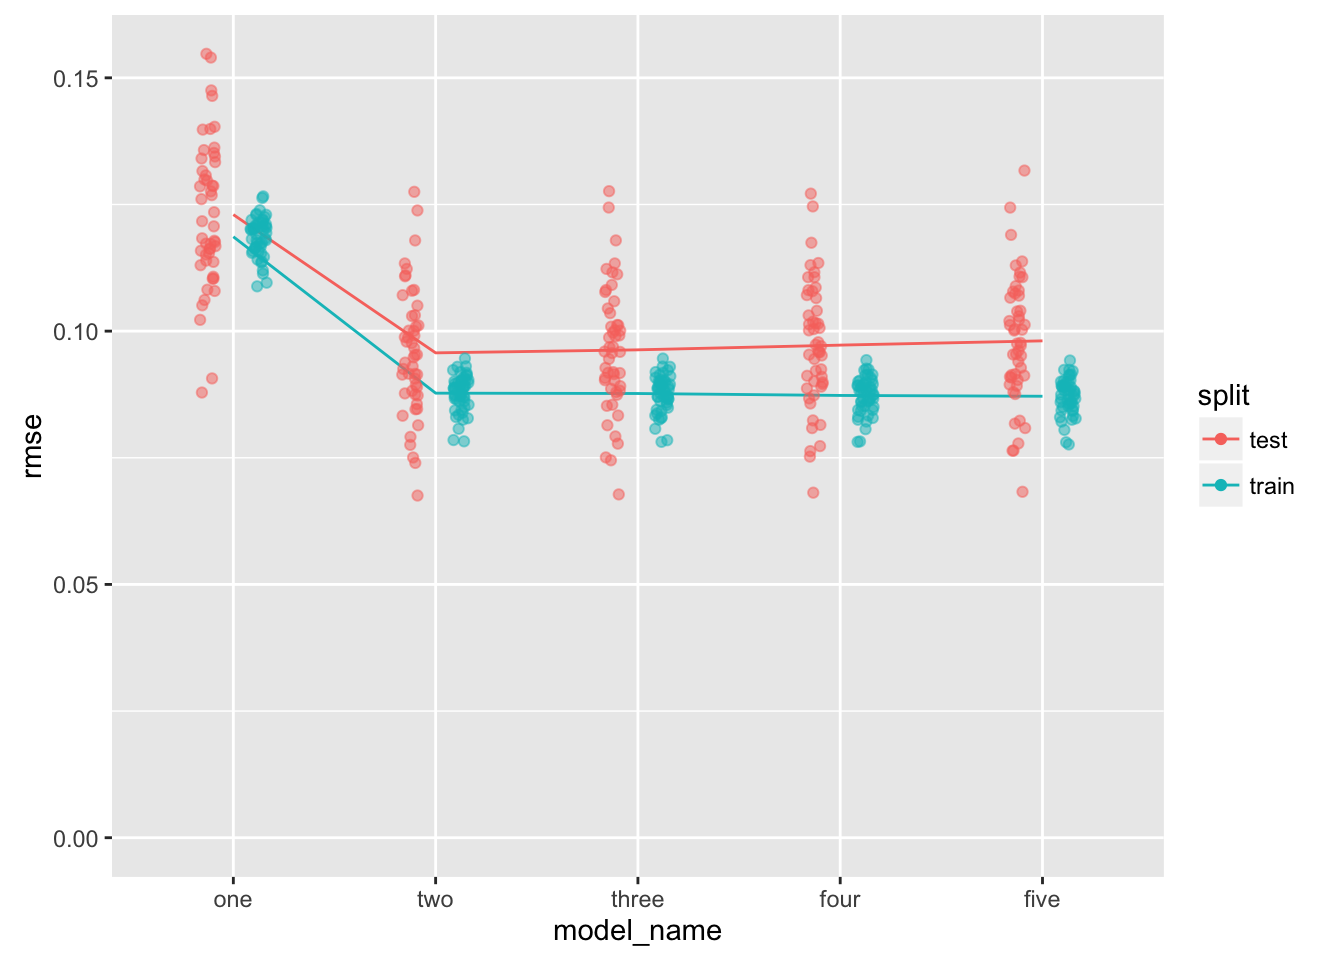 rmse
0.15
0.10
0.05
0.00
one two three four five
model_name
split
test
train